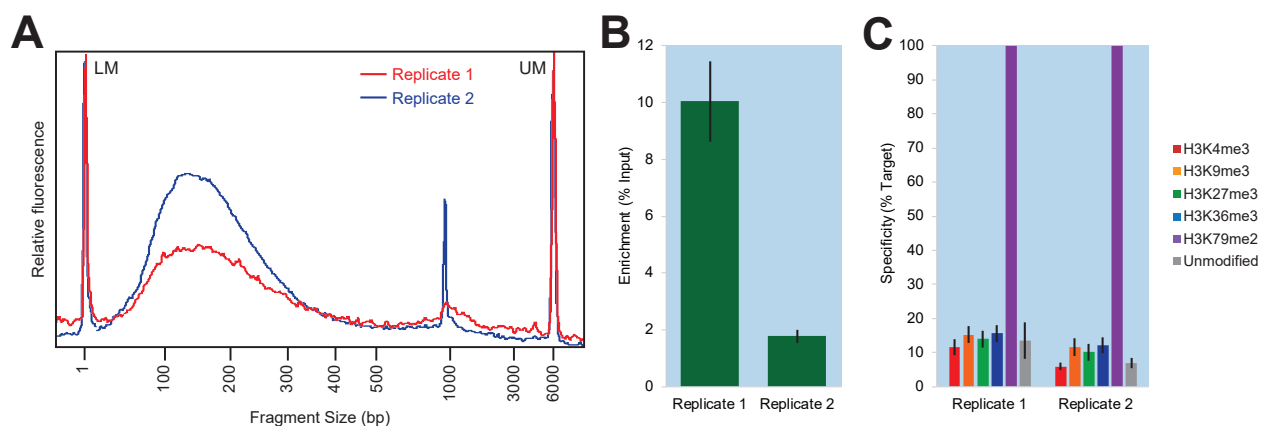 A
LM
UM
Replicate 1
Replicate 2
Relative fluorescence
1
100
200
300
400
500
1000
3000
6000
Fragment Size (bp)
B
12
10
8
6
4
2
0
Enrichment (% Input)
Replicate 1
Replicate 2
C
100
90
80
70
60
50
40
30
20
10
0
Specificity (% Target)
Replicate 1
Replicate 2
H3K4me3
H3K9me3
H3K27me3
H3K36me3
H3K79me2
Unmodified